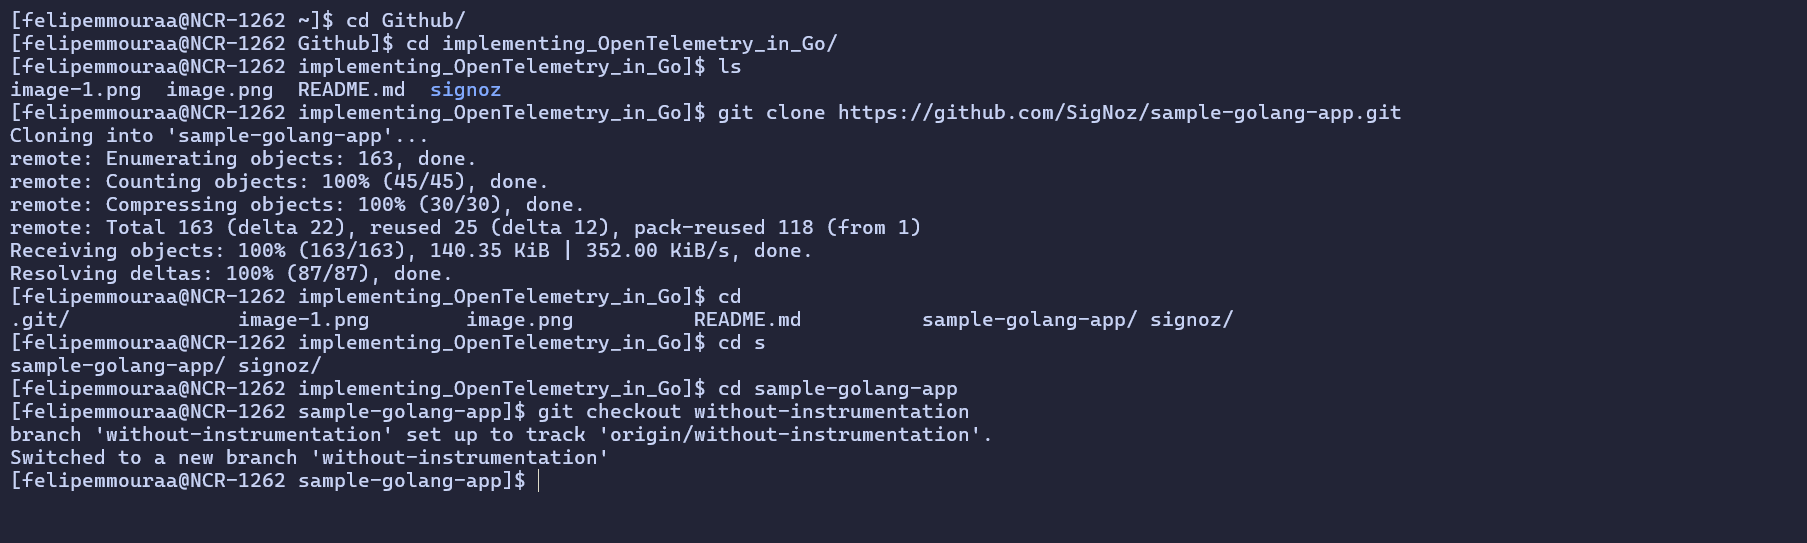 [felipemmouraa@NCR-1262 ~]$ cd Github/
[felipemmouraa@NCR-1262 Github]$ cd implementing_OpenTelemetry_in_Go/
[felipemmouraa@NCR-1262 implementing_OpenTelemetry_in_Go]$ ls
image-1.png  image.png  README.md  signoz
[felipemmouraa@NCR-1262 implementing_OpenTelemetry_in_Go]$ git clone https://github.com/SigNoz/sample-golang-app.git
Cloning into 'sample-golang-app'...
remote: Enumerating objects: 163, done.
remote: Counting objects: 100% (45/45), done.
remote: Compressing objects: 100% (30/30), done.
remote: Total 163 (delta 22), reused 25 (delta 12), pack-reused 118 (from 1)
Receiving objects: 100% (163/163), 140.35 KiB | 352.00 KiB/s, done.
Resolving deltas: 100% (87/87), done.
[felipemmouraa@NCR-1262 implementing_OpenTelemetry_in_Go]$ cd
.git/              image-1.png        image.png          README.md          sample-golang-app/ signoz/
[felipemmouraa@NCR-1262 implementing_OpenTelemetry_in_Go]$ cd s
sample-golang-app/ signoz/
[felipemmouraa@NCR-1262 implementing_OpenTelemetry_in_Go]$ cd sample-golang-app
[felipemmouraa@NCR-1262 sample-golang-app]$ git checkout without-instrumentation
branch 'without-instrumentation' set up to track 'origin/without-instrumentation'.
Switched to a new branch 'without-instrumentation'
[felipemmouraa@NCR-1262 sample-golang-app]$